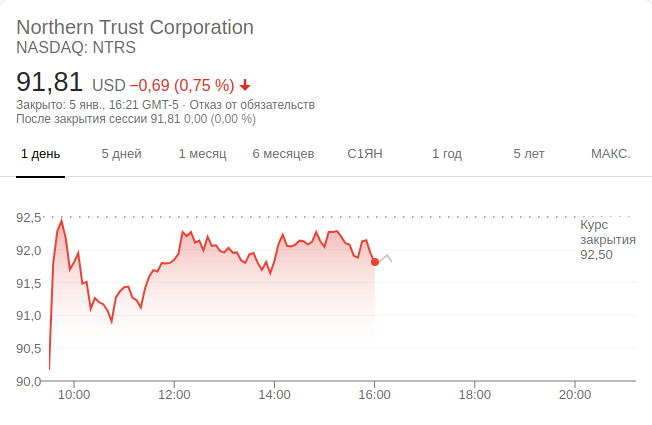 Northern Trust Corporation
NASDAQ: NTRS
91,81 USD −0,69 (0,75 %)
Закрыто: 5 янв., 16:21 GMT-5 · Отказ от обязательств
После закрытия сессии 91,81 0,00 (0,00 %)
1 день 5 дней 1 месяц 6 месяцев С1ЯН 1 год 5 лет МАКС.
92,5
Курс
закрытия
92,50
92,0
91,5
91,0
90,5
90,0
10:00 12:00 14:00 16:00 18:00 20:00